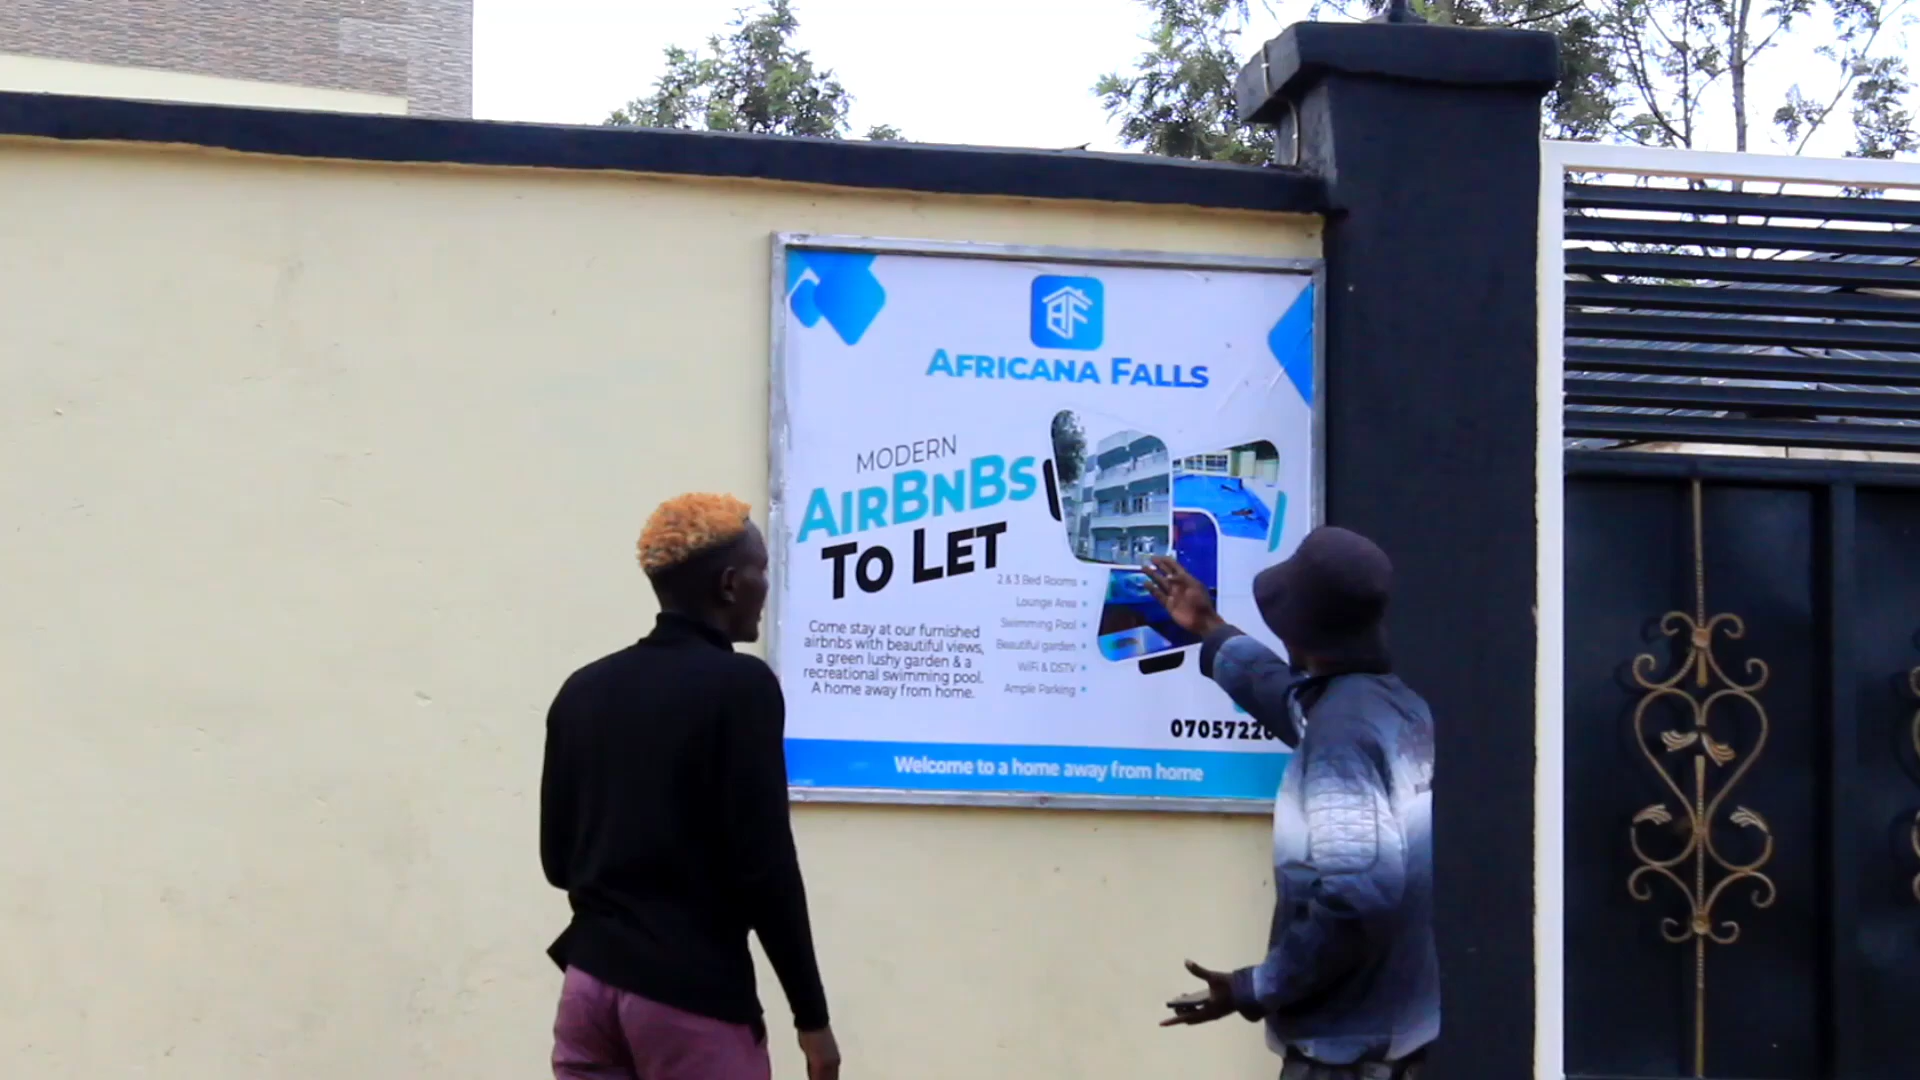 AF
AFRICANA FALLS
MODERN
AIRBNBS
TO LET
2 & 3 Bed Rooms
Lounge Area
Swimming Pool
Beautiful garden
WiFi & DSTV
Ample Parking
Come stay at our furnished
airbnbs with beautiful views,
a green lushy garden & a
recreational swimming pool.
A home away from home.
0705722
Welcome to a home away from home